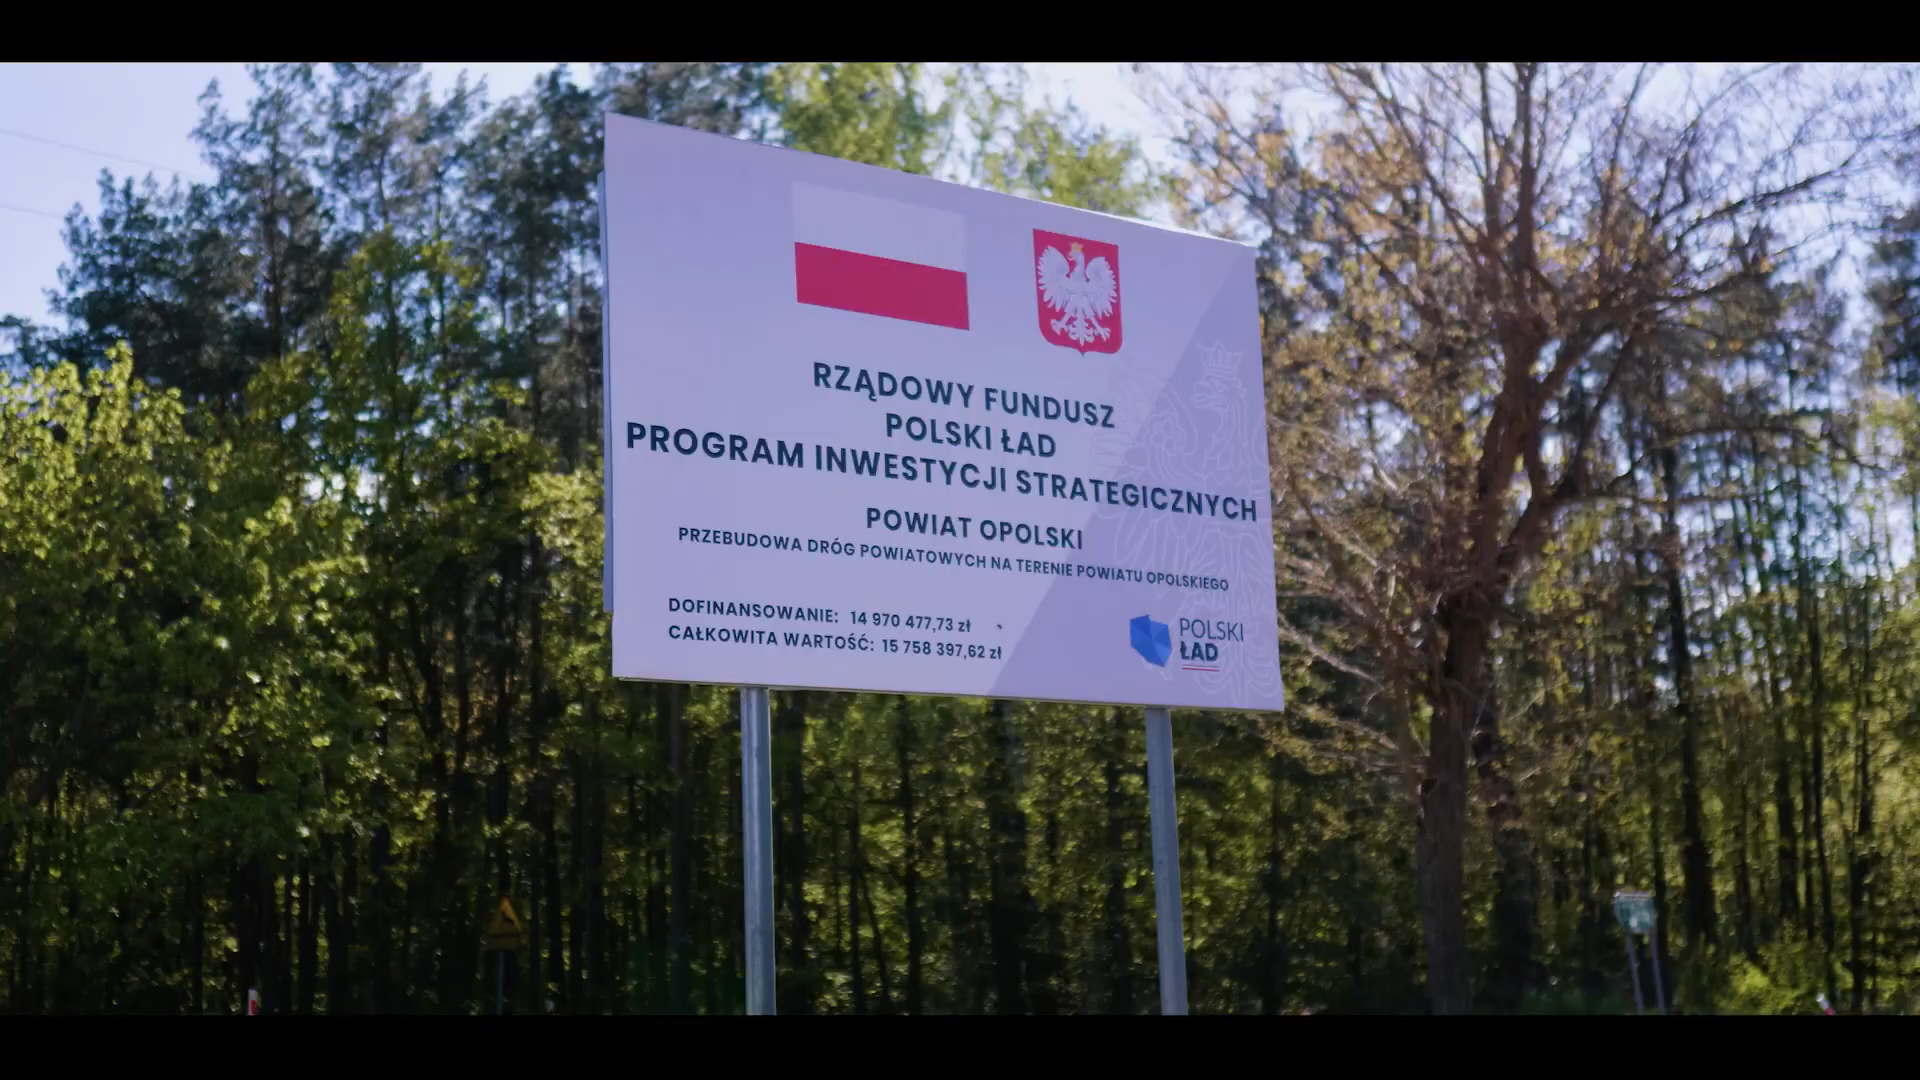 RZĄDOWY FUNDUSZ
POLSKI ŁAD
PROGRAM INWESTYCJI STRATEGICZNYCH
POWIAT OPOLSKI
PRZEBUDOWA DRÓG POWIATOWYCH NA TERENIE POWIATU OPOLSKIEGO
DOFINANSOWANIE: 14 970 477,73 zł
CAŁKOWITA WARTOŚĆ: 15 758 397,62 zł
POLSKI
ŁAD